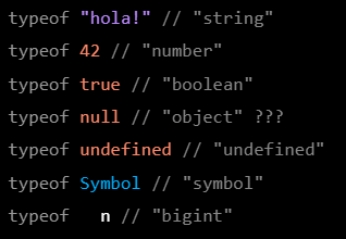 typeof "hola!" // "string"
typeof 42 // "number"
typeof true // "boolean"
typeof null // "object" ???
typeof undefined // "undefined"
typeof Symbol // "symbol"
typeof n // "bigint"